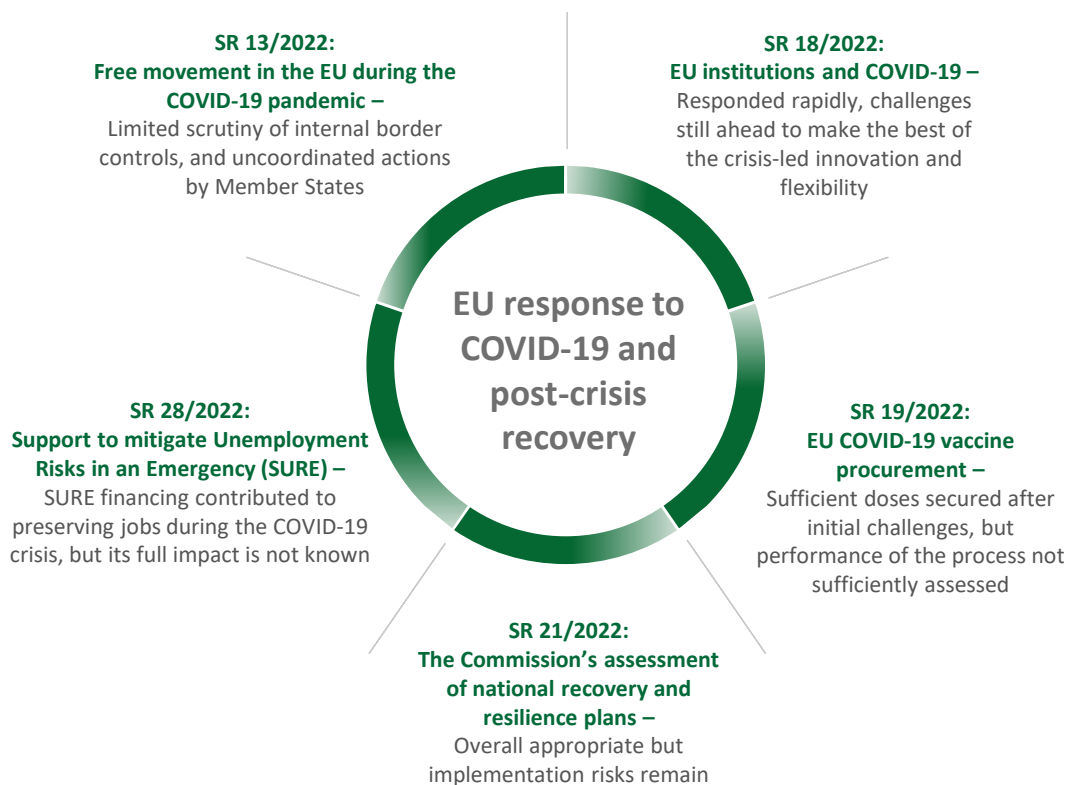 SR 13/2022:
Free movement in the EU during the
COVID-19 pandemic –
Limited scrutiny of internal border
controls, and uncoordinated actions
by Member States
SR 18/2022:
EU institutions and COVID-19 –
Responded rapidly, challenges
still ahead to make the best of
the crisis-led innovation and
flexibility
EU response to
COVID-19 and
post-crisis
recovery
SR 28/2022:
Support to mitigate Unemployment
Risks in an Emergency (SURE) –
SURE financing contributed to
preserving jobs during the COVID-19
crisis, but its full impact is not known
SR 19/2022:
EU COVID-19 vaccine
procurement –
Sufficient doses secured after
initial challenges, but
performance of the process not
sufficiently assessed
SR 21/2022:
The Commission’s assessment
of national recovery and
resilience plans –
Overall appropriate but
implementation risks remain